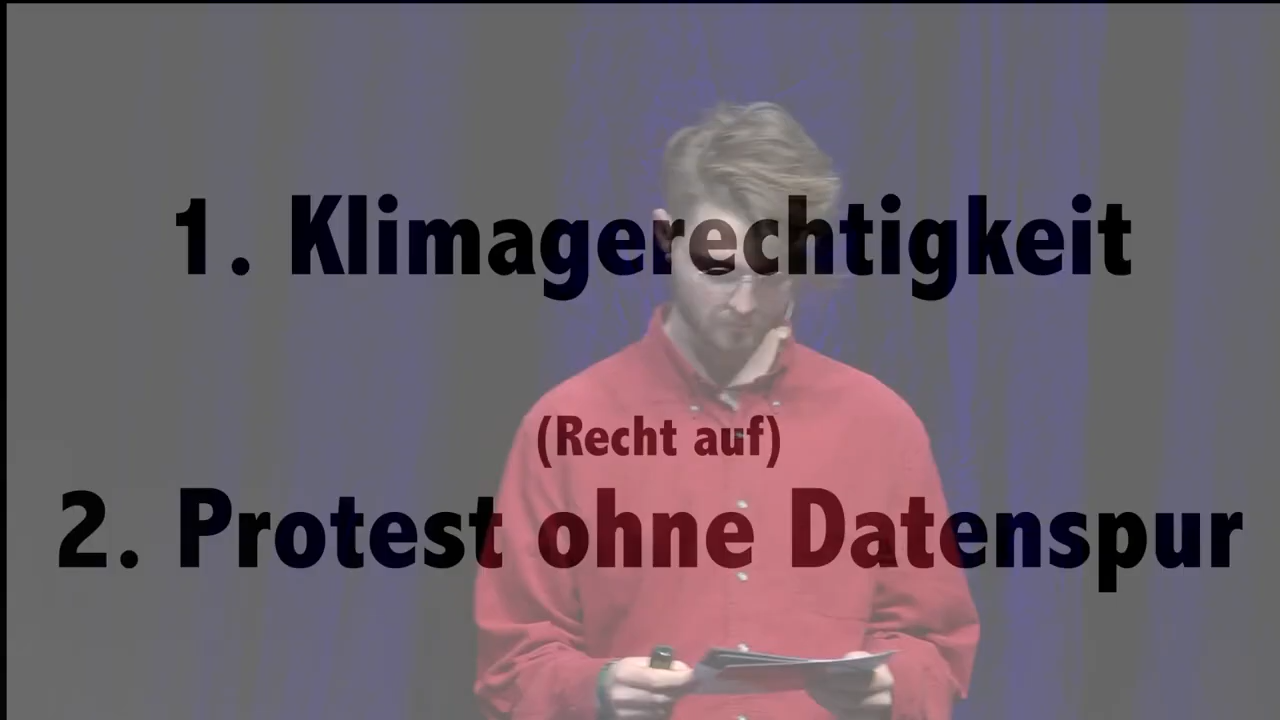 1. Klimagerechtigkeit
(Recht auf)
2. Protest ohne Datenspur